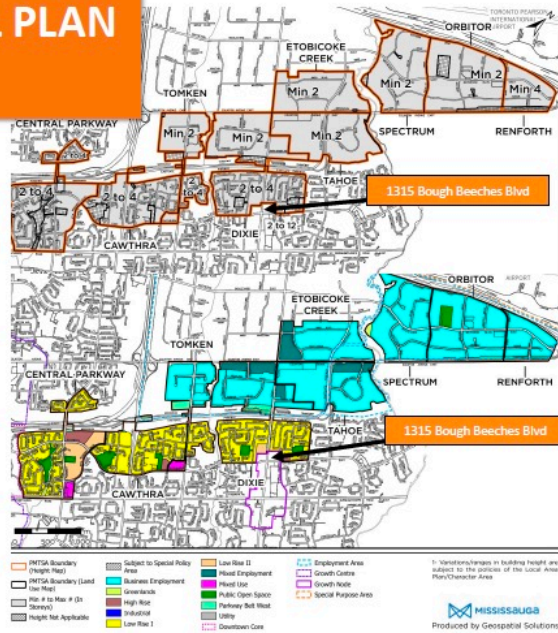 L PLAN
TORONTO PEARSON
INTERNATIONAL
AIRPORT
ORBITOR
ETOBICOKE
CREEK
Min 2
Min 2
Min 2
Min 4
TOMKEN
CENTRAL PARKWAY
Min 2
Min 2
Min 2
SPECTRUM
RENFORTH
2 to 4
TAHOE
2 to 4
2 to 4
2
to 4
2 to 4
1315 Bough Beeches Blvd
DIXIE
2 to 12
CAWTHRA
ORBITOR
AIRPORT
ETOBICOKE
CREEK
TOMKEN
CENTRAL PARKWAY
SPECTRUM
RENFORTH
TAHOE
1315 Bough Beeches Blvd
DIXIE
CAWTHRA
PMTSA Boundary
(Height Map)
PMTSA Boundary (Land
Use Map)
Min # to Max # (In
Storeys)
Height Not Applicable
Subject to Special Policy
Area
Business Employment
Greenlands
High Rise
Industrial
Low Rise I
Low Rise II
Mixed Employment
Mixed Use
Public Open Space
Parkway Belt West
Utility
Downtown Core
Employment Area
Growth Centre
Growth Node
Special Purpose Area
1- Variations/ranges in building height are
subject to the policies of the Local Area
Plan/Character Area
MISSISSAUGA
Produced by Geospatial Solutions